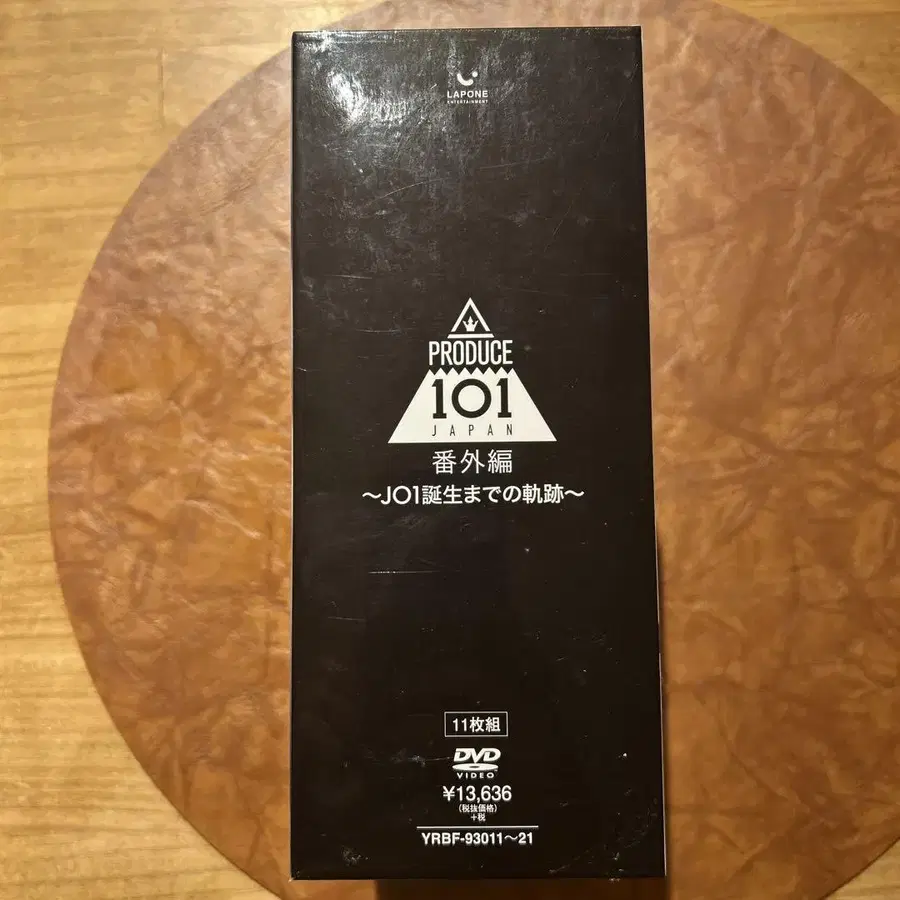 LAPONE
ENTERTAINMENT
PRODUCE
101
JAPAN
番外編
〜JO1誕生までの軌跡〜
11枚組
DVD
VIDEO
¥13,636
(税抜価格)
+税
YRBF-93011〜21